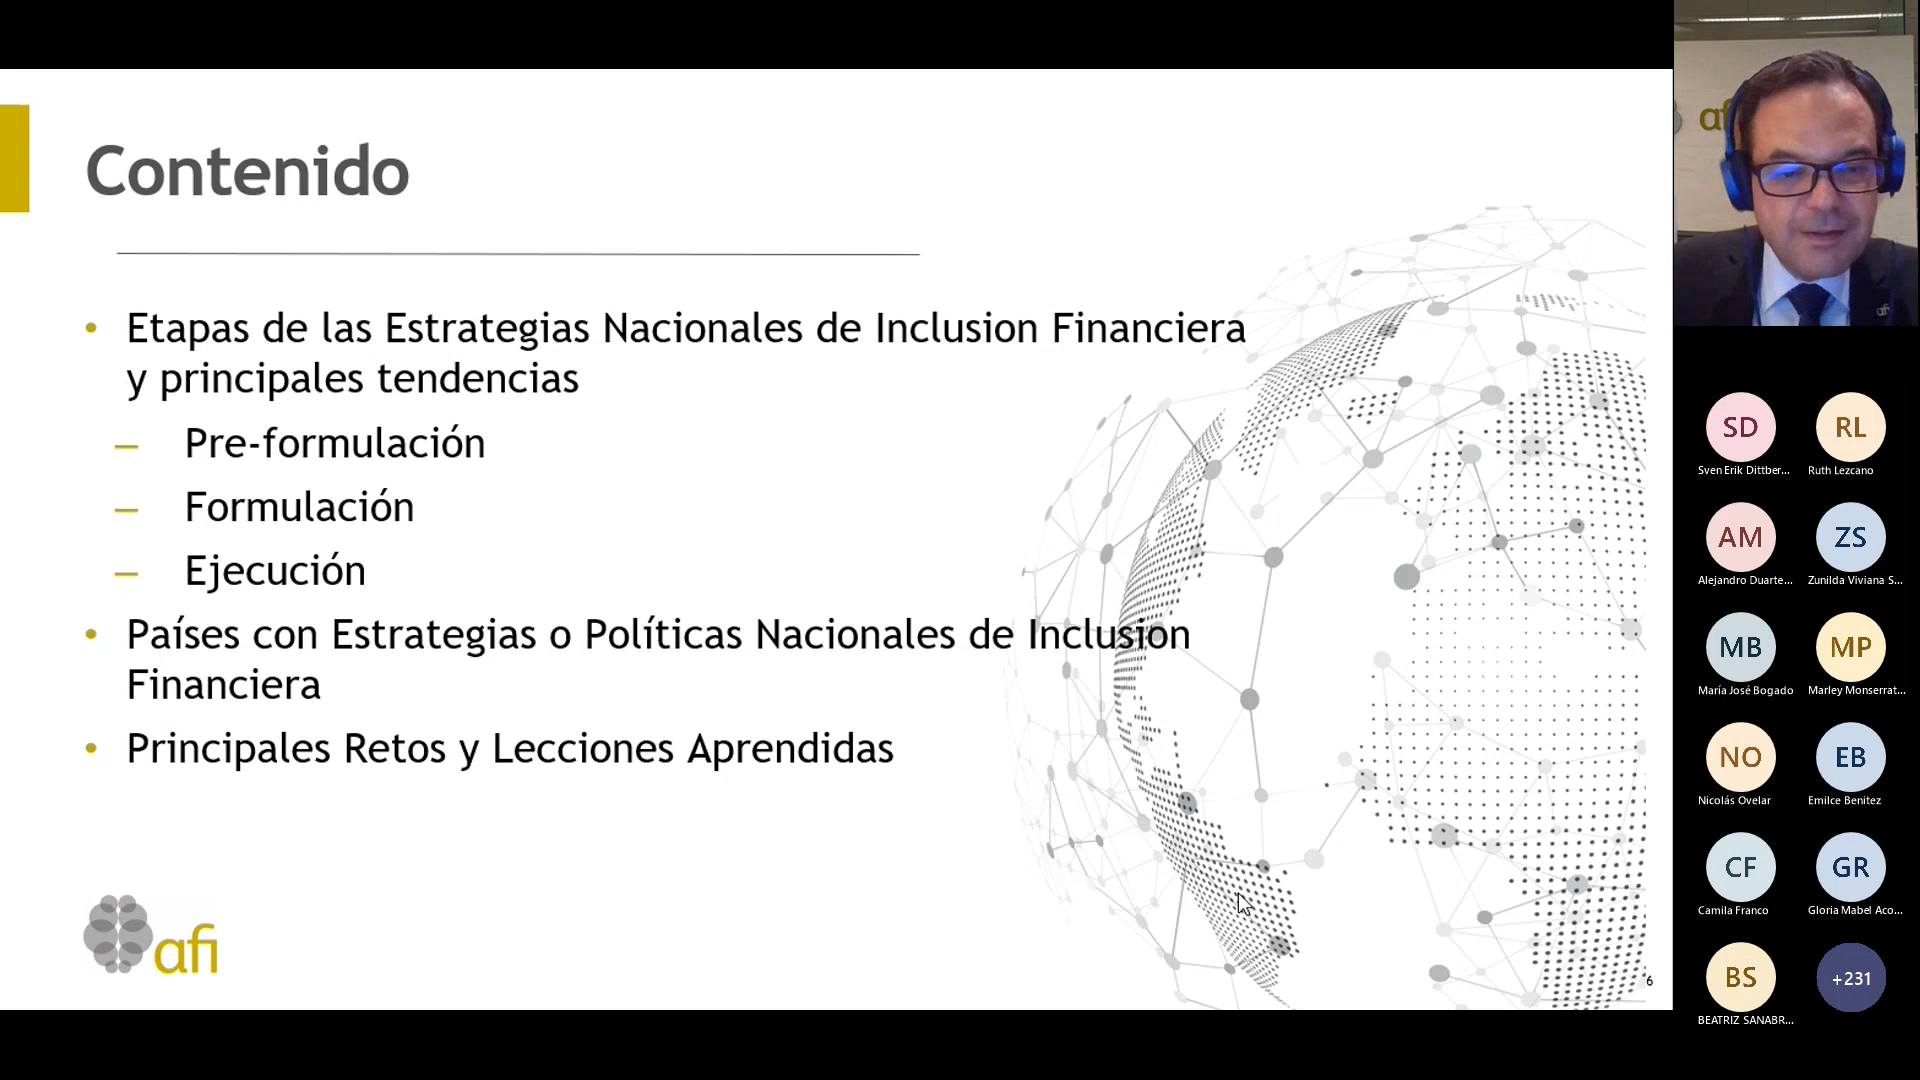 Contenido
• Etapas de las Estrategias Nacionales de Inclusion Financiera
y principales tendencias
– Pre-formulación
– Formulación
– Ejecución
• Países con Estrategias o Políticas Nacionales de Inclusion
Financiera
• Principales Retos y Lecciones Aprendidas
afi
6
af
afi
SD
Sven Erik Dittber...
RL
Ruth Lezcano
AM
Alejandro Duarte...
ZS
Zunilda Viviana S...
MB
María José Bogado
MP
Marley Monserrat...
NO
Nicolás Ovelar
EB
Emilce Benitez
CF
Camila Franco
GR
Gloria Mabel Aco...
BS
BEATRIZ SANABR...
+231